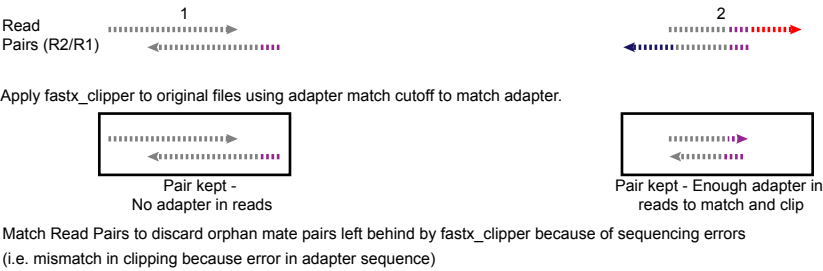 1
2
Read
Pairs (R2/R1)
Apply fastx_clipper to original files using adapter match cutoff to match adapter.
Pair kept -
No adapter in reads
Pair kept - Enough adapter in
reads to match and clip
Match Read Pairs to discard orphan mate pairs left behind by fastx_clipper because of sequencing errors
(i.e. mismatch in clipping because error in adapter sequence)